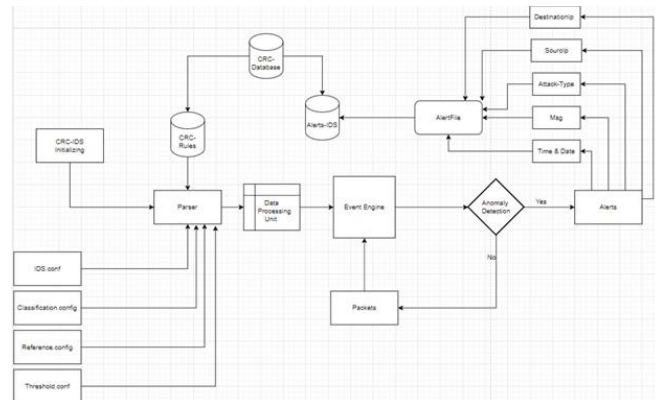 DestinationIp
SourcIp
CRC-
Database
Attack-Type
Alerts-IDS
AlertFile
Msg
CRC-
Rules
CRC-IDS
Initializing
Time & Date
Parser
Data
Processing
Unit
Event Engine
Anomaly
Detection
Yes
Alerts
No
IDS.conf
Classification.config
Packets
Reference.config
Threshold.conf